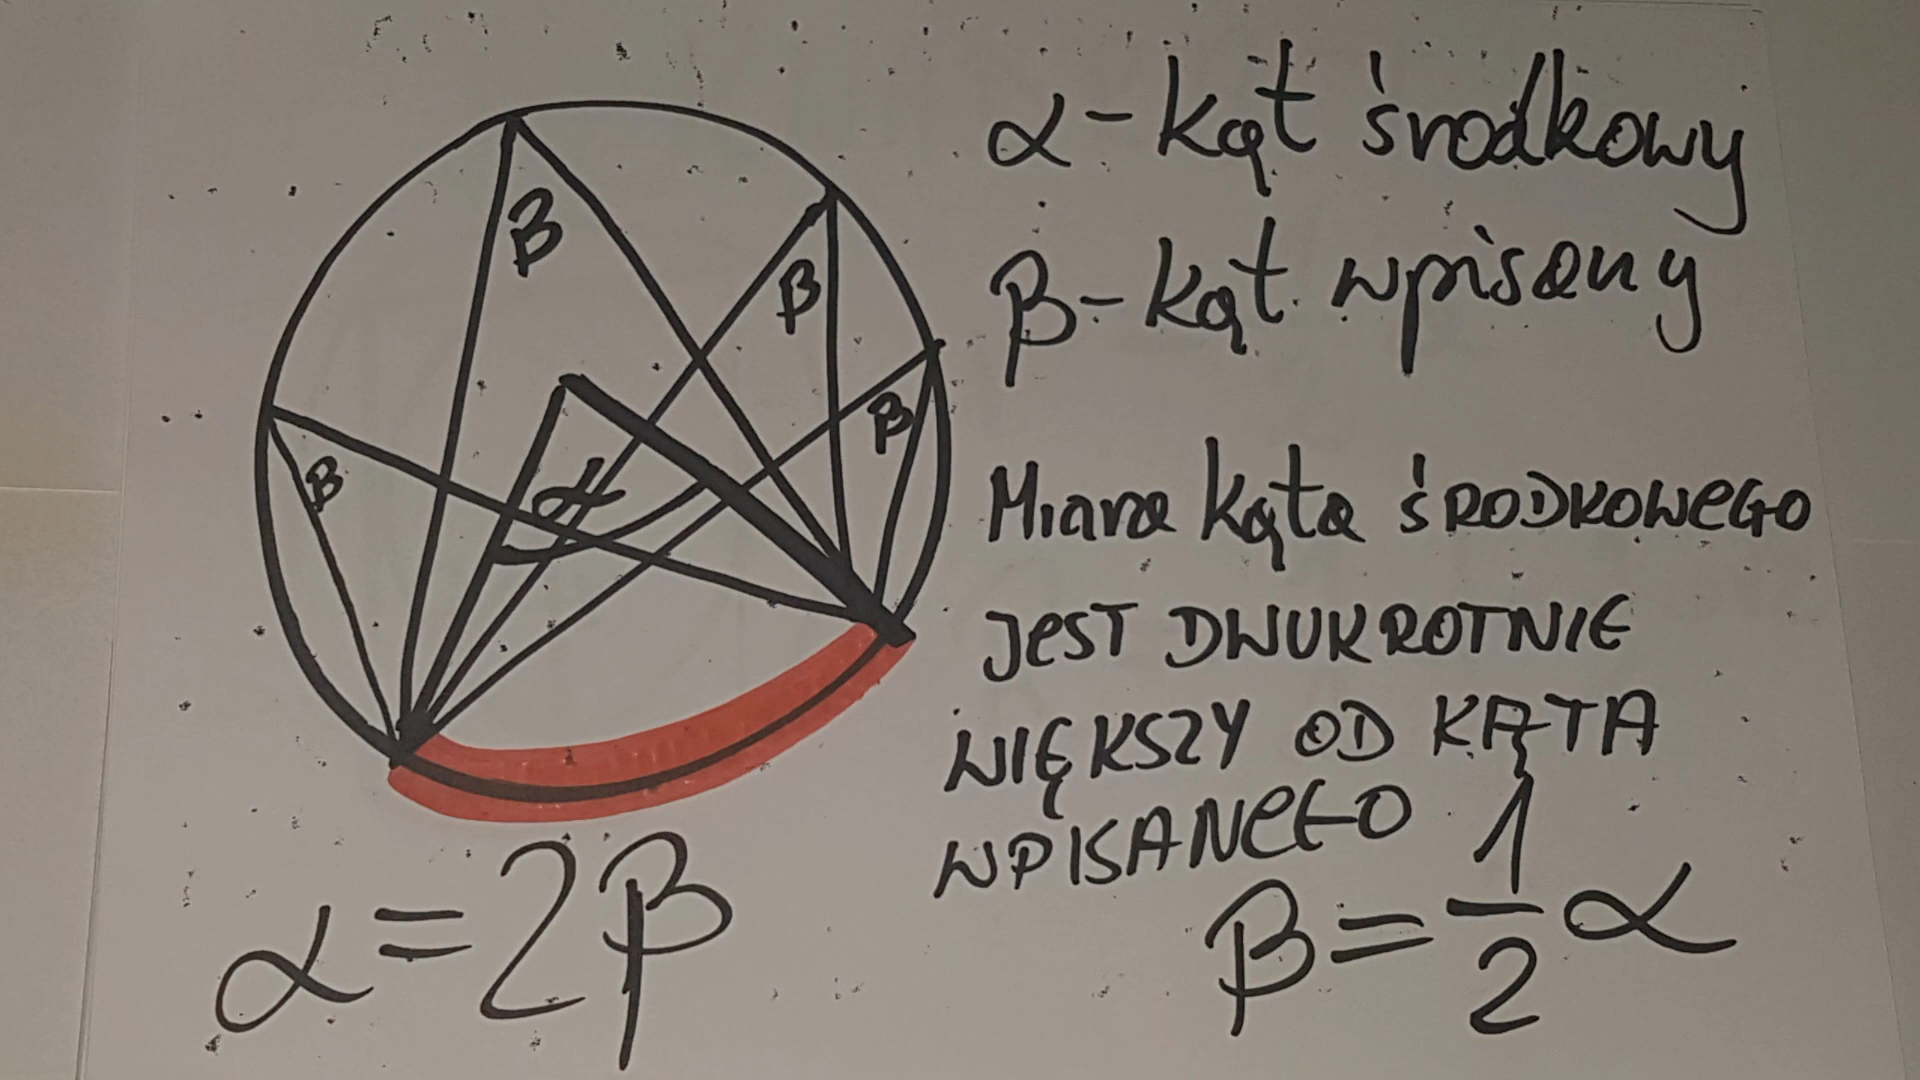 α - kąt środkowy
β - kąt wpisany
β
β
β
β
α
Miara kąta ŚRODKOWEGO
JEST DWUKROTNIE
WIĘKSZY OD KĄTA
WPISANEGO
α = 2β
β = 1/2 α